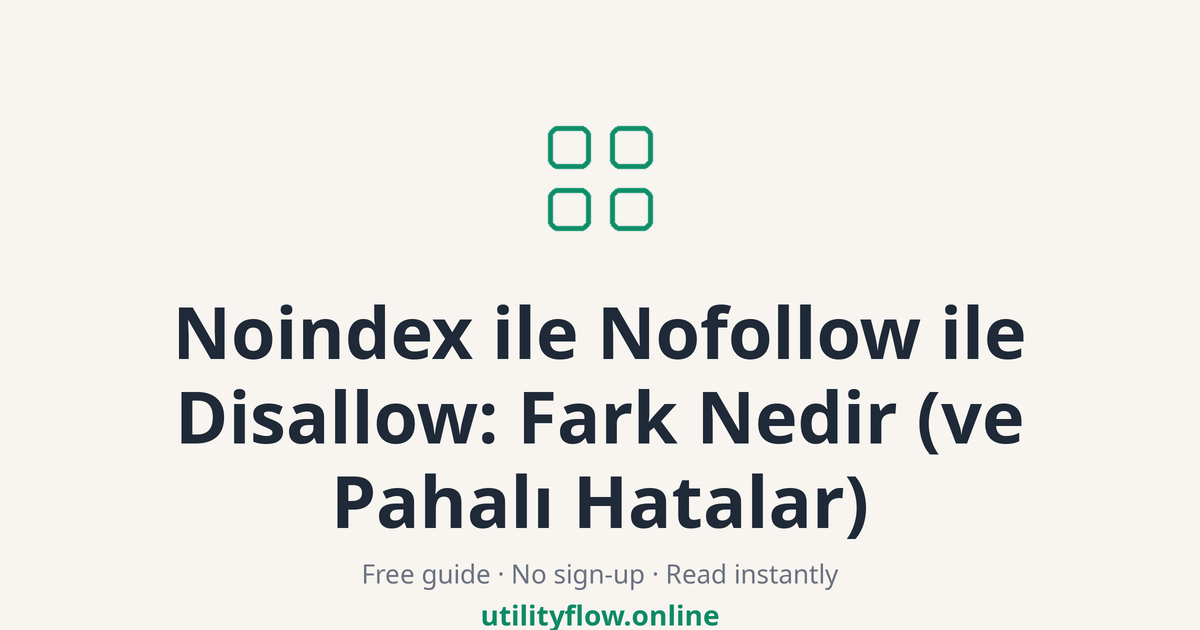 Noindex ile Nofollow ile
Disallow: Fark Nedir (ve
Pahalı Hatalar)
Free guide · No sign-up · Read instantly
utilityflow.online